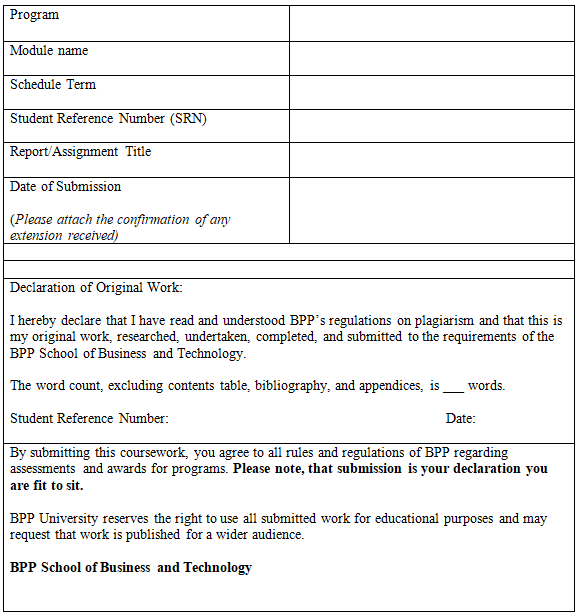 Program
Module name
Schedule Term
Student Reference Number (SRN)
Report/Assignment Title
Date of Submission
(Please attach the confirmation of any
extension received)
Declaration of Original Work:
I hereby declare that I have read and understood BPP’s regulations on plagiarism and that this is
my original work, researched, undertaken, completed, and submitted to the requirements of the
BPP School of Business and Technology.
The word count, excluding contents table, bibliography, and appendices, is ___ words.
Student Reference Number: Date:
By submitting this coursework, you agree to all rules and regulations of BPP regarding
assessments and awards for programs. Please note, that submission is your declaration you
are fit to sit.
BPP University reserves the right to use all submitted work for educational purposes and may
request that work is published for a wider audience.
BPP School of Business and Technology